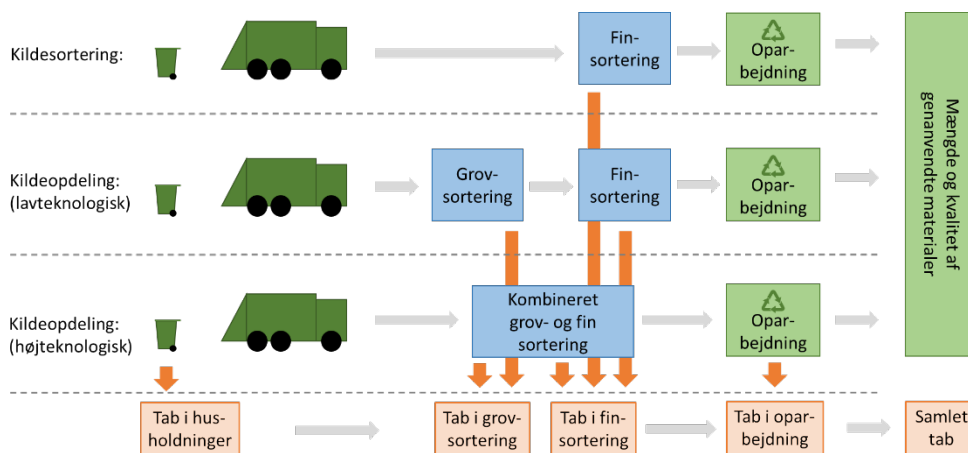 Kildesortering:
Fin-
sortering
Opar-
bejdning
Mængde og kvalitet af
genanvendte materialer
Kildeopdeling:
(lavteknologisk)
Grov-
sortering
Fin-
sortering
Opar-
bejdning
Kildeopdeling:
(højteknologisk)
Kombineret
grov- og fin
sortering
Opar-
bejdning
Tab i hus-
holdninger
Tab i grov-
sortering
Tab i fin-
sortering
Tab i opar-
bejdning
Samlet
tab